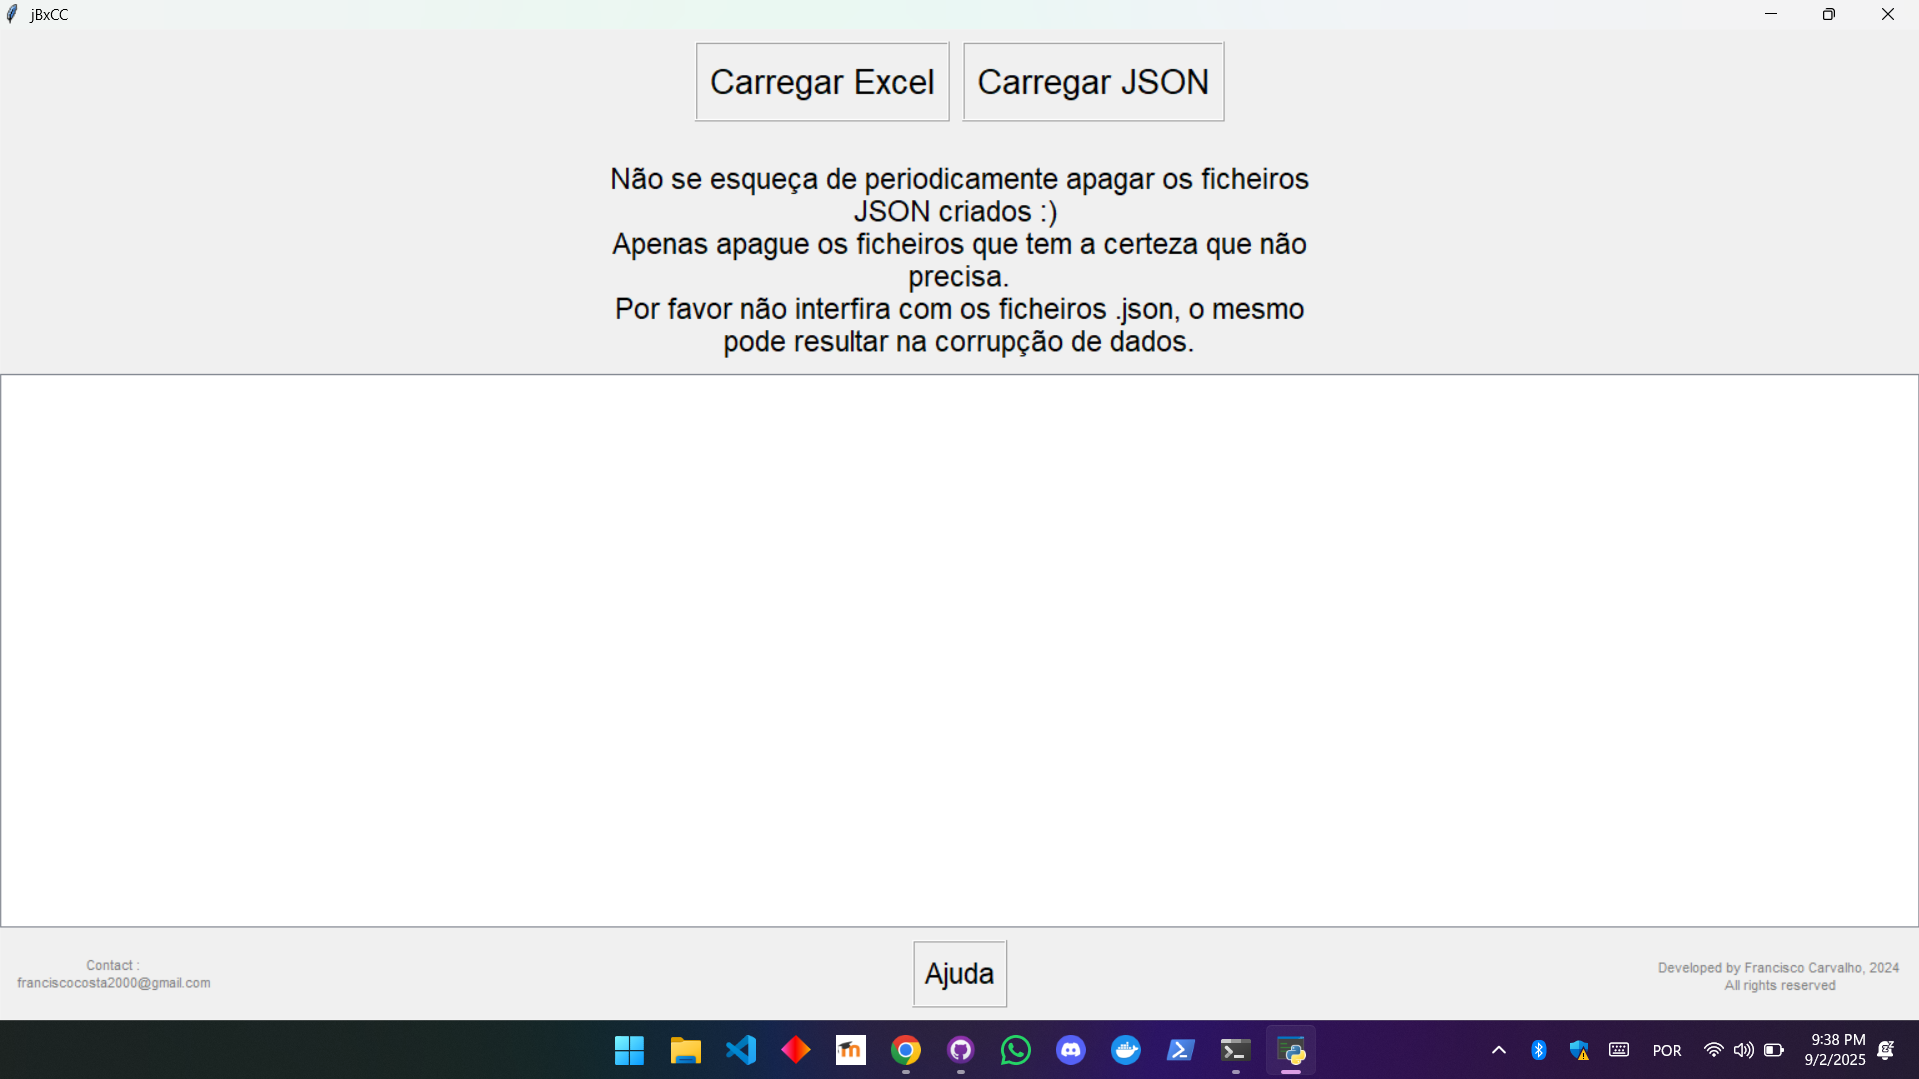 jBxCC
Carregar Excel
Carregar JSON
Não se esqueça de periodicamente apagar os ficheiros
JSON criados :)
Apenas apague os ficheiros que tem a certeza que não
precisa.
Por favor não interfira com os ficheiros .json, o mesmo
pode resultar na corrupção de dados.
Contact :
franciscocosta2000@gmail.com
Ajuda
Developed by Francisco Carvalho, 2024
All rights reserved
POR
9:38 PM
9/2/2025